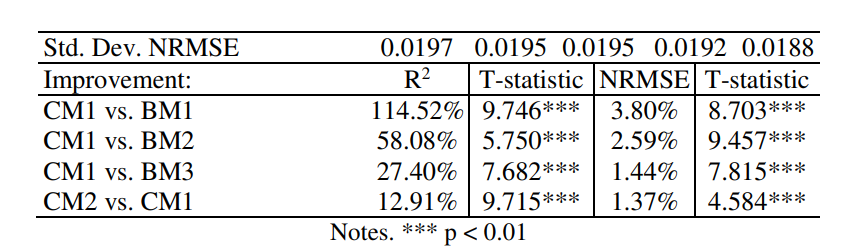 Std. Dev. NRMSE 0.0197 0.0195 0.0195 0.0192 0.0188
Improvement: R² T-statistic NRMSE T-statistic
CM1 vs. BM1 114.52% 9.746*** 3.80% 8.703***
CM1 vs. BM2 58.08% 5.750*** 2.59% 9.457***
CM1 vs. BM3 27.40% 7.682*** 1.44% 7.815***
CM2 vs. CM1 12.91% 9.715*** 1.37% 4.584***
Notes. *** p < 0.01